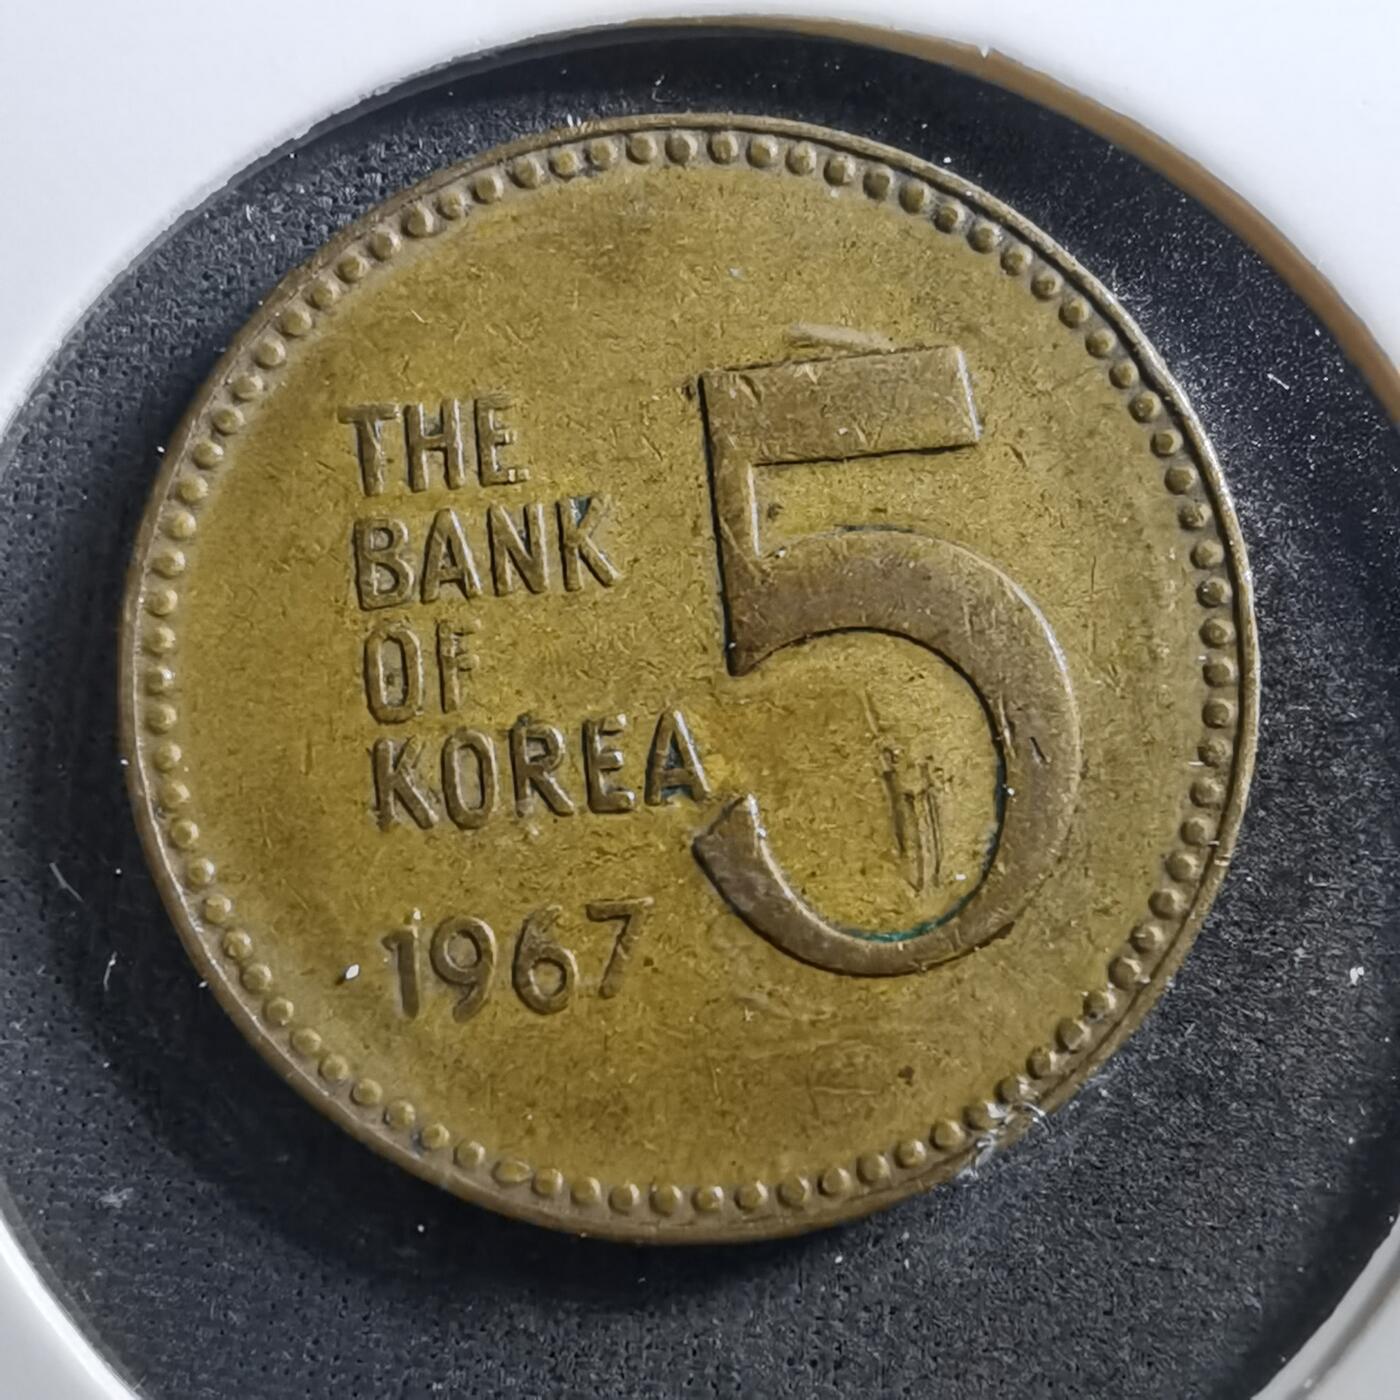 THE
BANK
OF
KOREA
1967
5